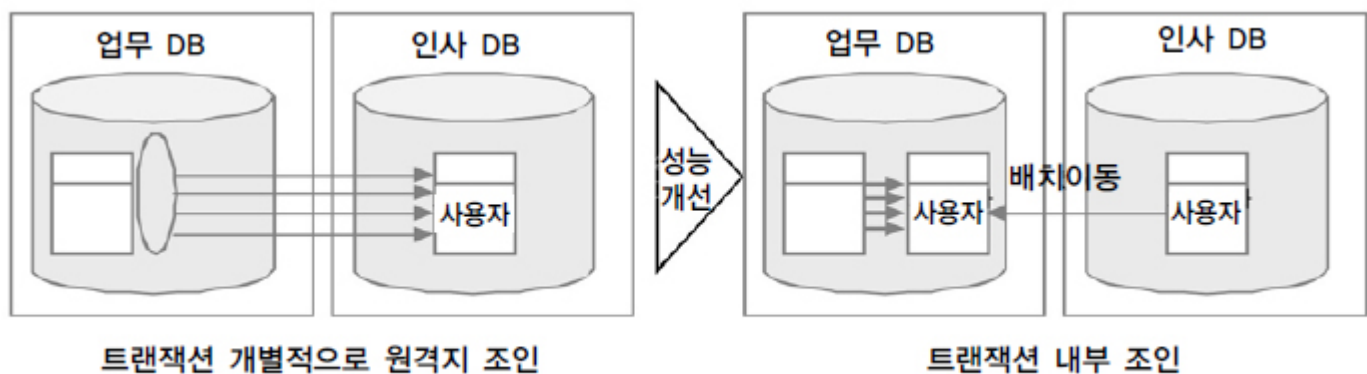 업무 DB
인사 DB
사용자
트랜잭션 개별적으로 원격지 조인
성능
개선
업무 DB
인사 DB
사용자
배치이동
사용자
트랜잭션 내부 조인